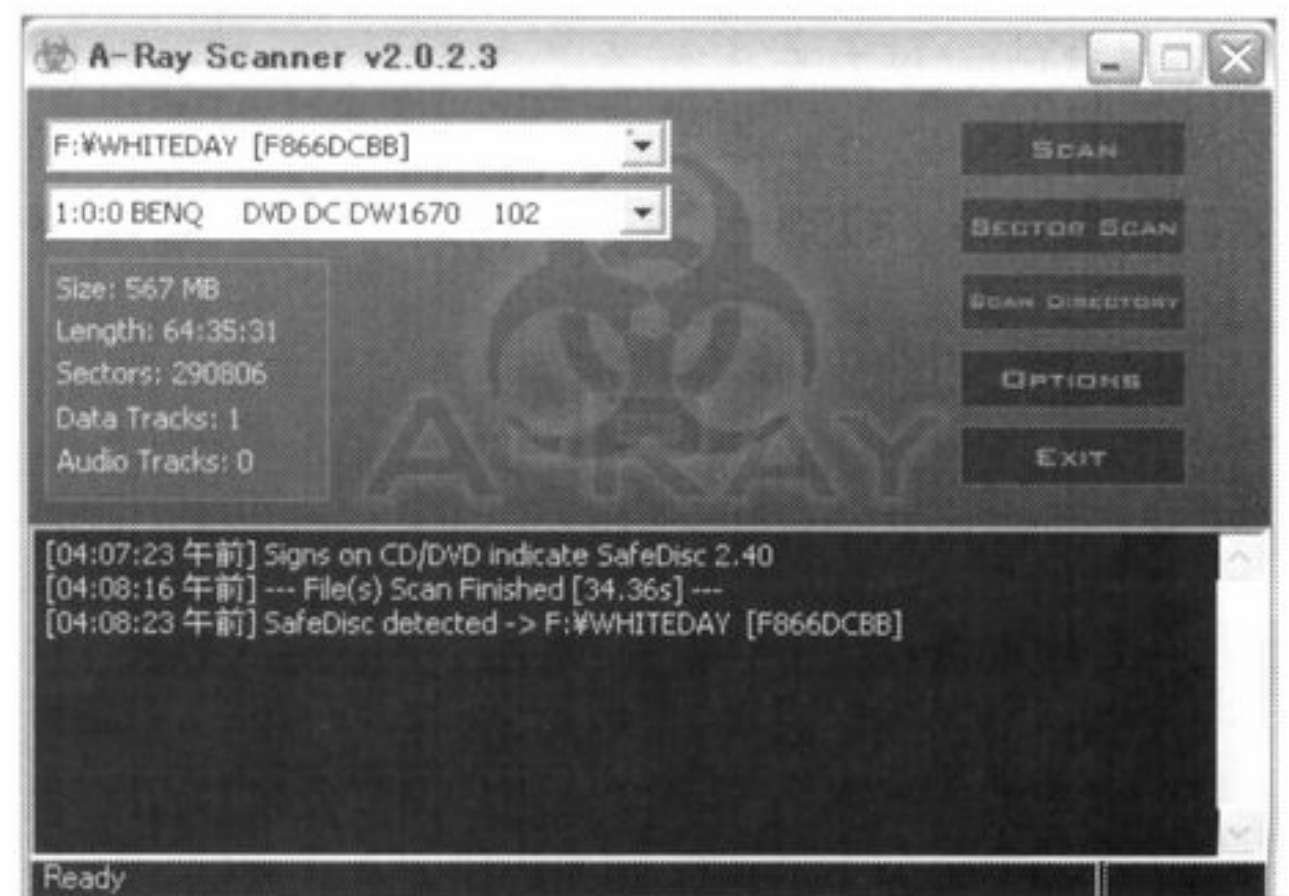 A-Ray Scanner v2.0.2.3
F:¥WHITEDAY [F866DCBB]
1:0:0 BENQ DVD DC DW1670 102
Size: 567 MB
Length: 64:35:31
Sectors: 290806
Data Tracks: 1
Audio Tracks: 0
SCAN
SECTOR SCAN
SCAN DIRECTORY
OPTIONS
EXIT
A-RAY
[04:07:23 午前] Signs on CD/DVD indicate SafeDisc 2.40
[04:08:16 午前] --- File(s) Scan Finished [34.36s] ---
[04:08:23 午前] SafeDisc detected -> F:¥WHITEDAY [F866DCBB]
Ready